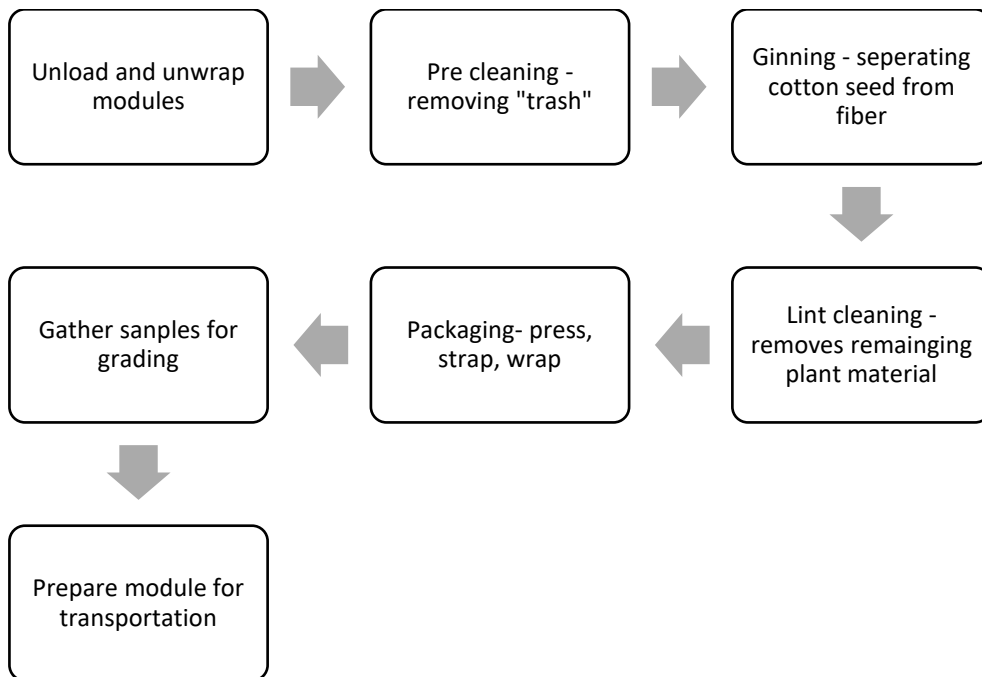 Unload and unwrap
modules
Pre cleaning -
removing "trash"
Ginning - seperating
cotton seed from
fiber
Lint cleaning -
removes remainging
plant material
Packaging- press,
strap, wrap
Gather sanples for
grading
Prepare module for
transportation